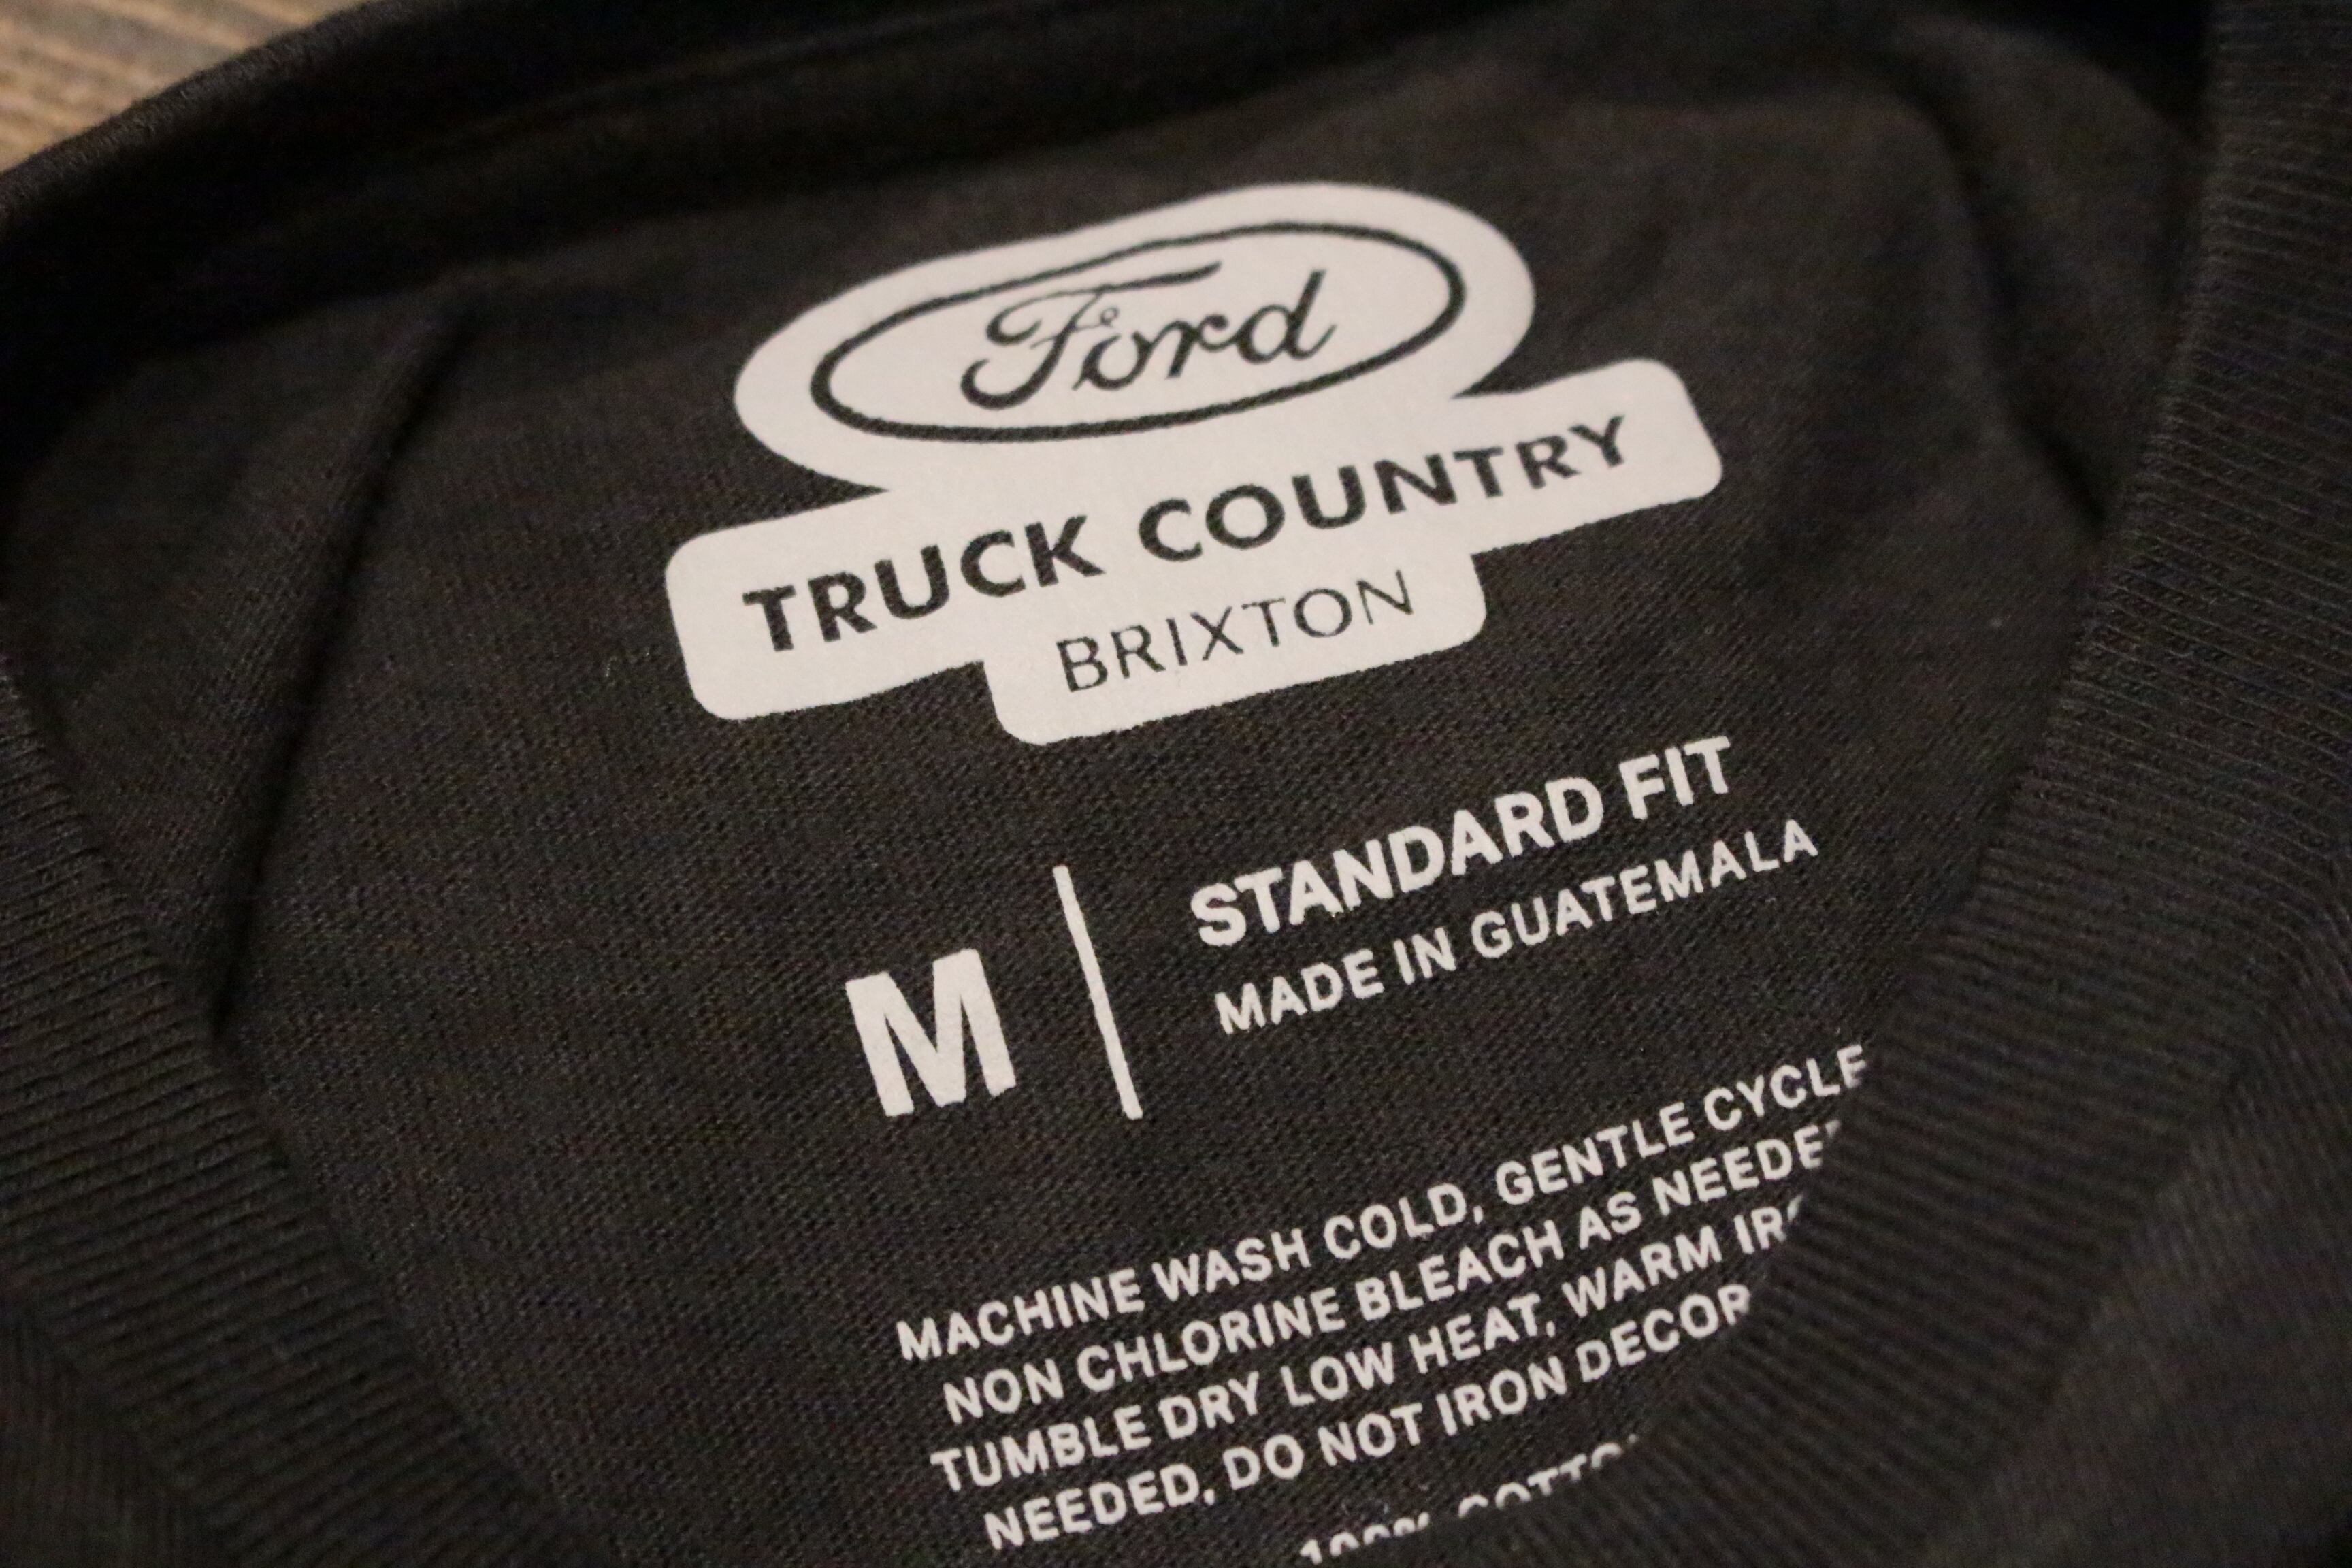 Ford
TRUCK COUNTRY
BRIXTON
M
STANDARD FIT
MADE IN GUATEMALA
MACHINE WASH COLD, GENTLE CYCLE
NON CHLORINE BLEACH AS
TUMBLE DRY LOW HEAT, WARM
NEEDED, DO NOT IRON
100%